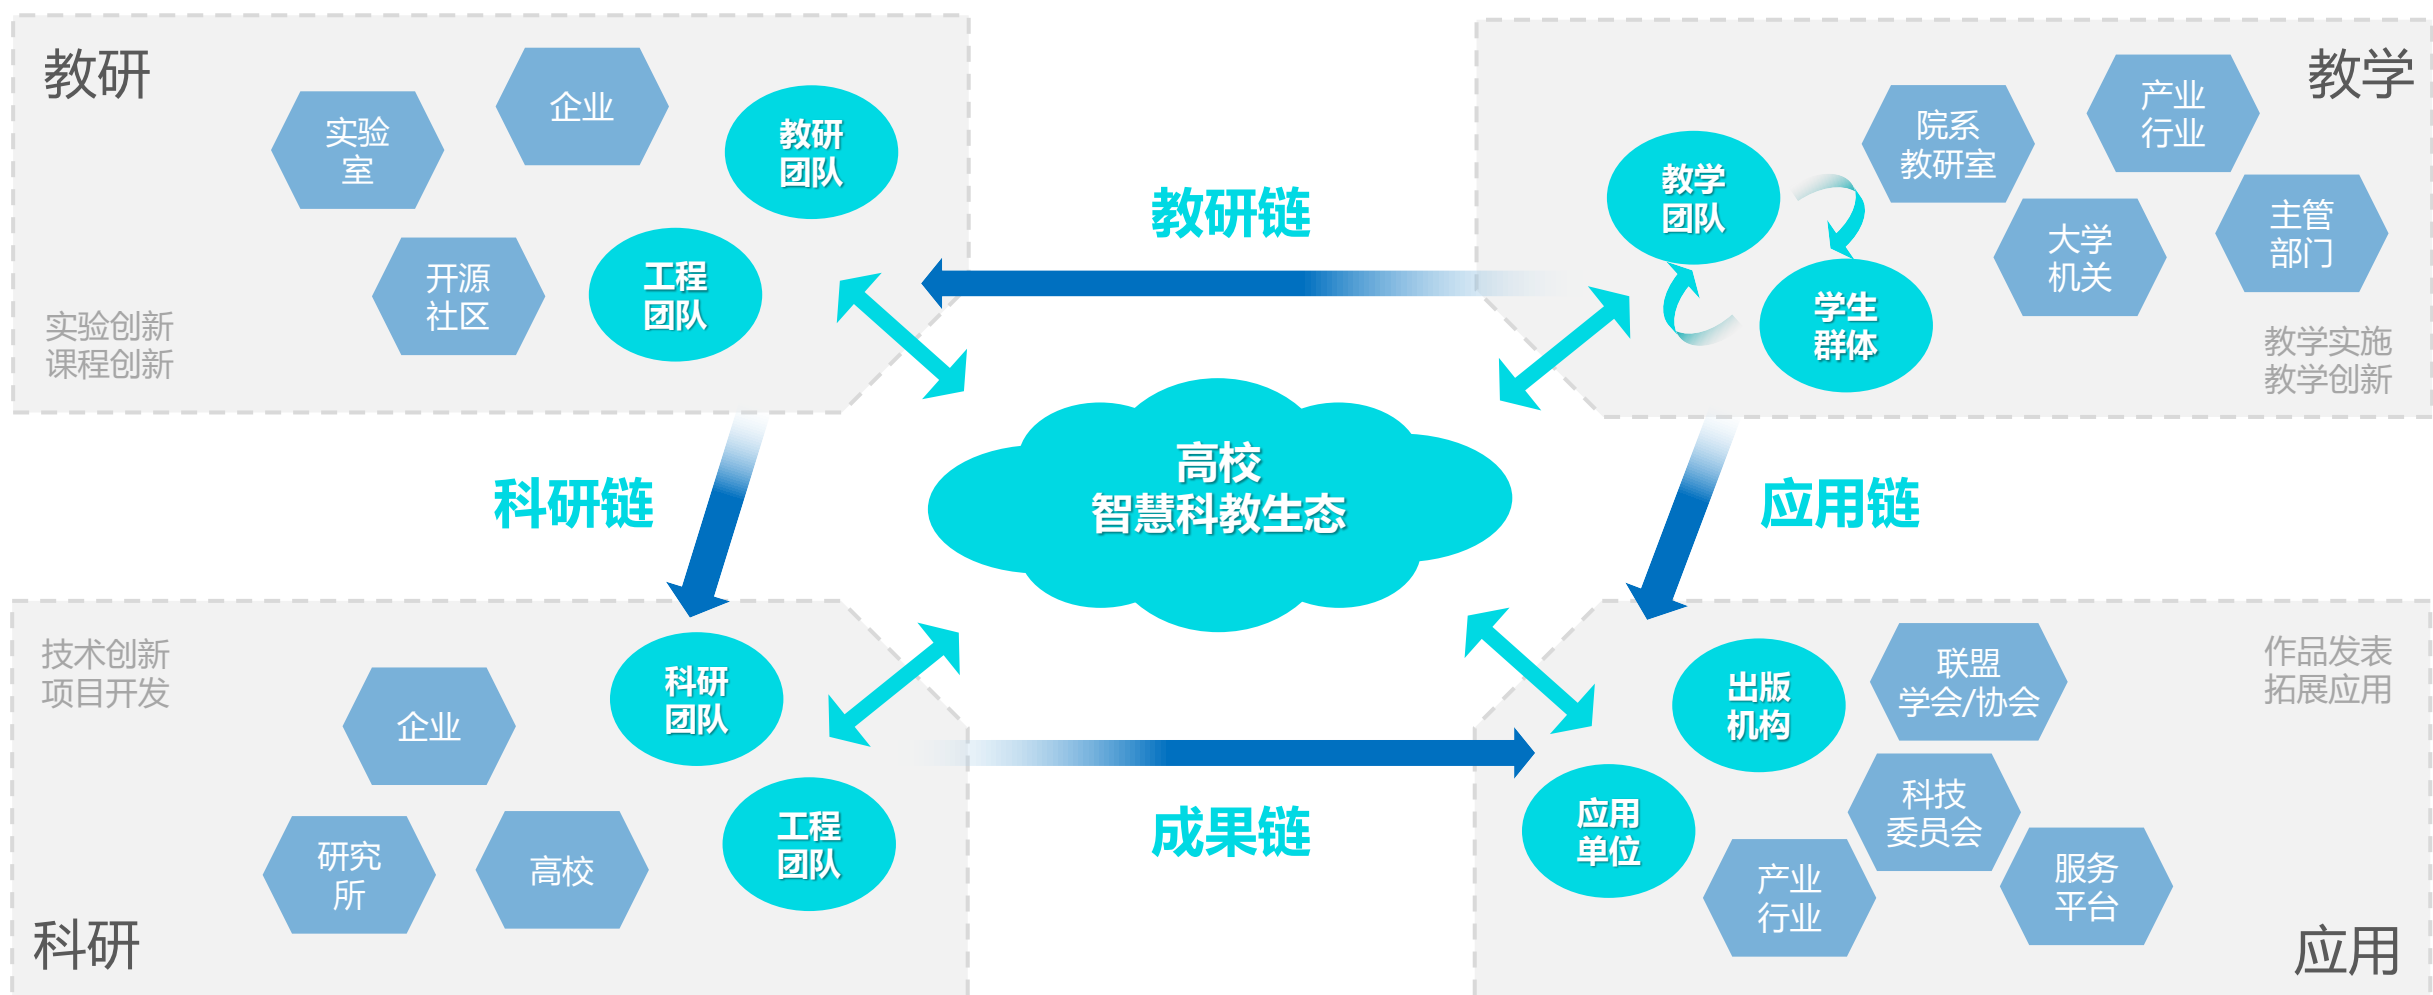 教研
实验
室
企业
教研
团队
开源
社区
工程
团队
实验创新
课程创新
教研链
教学
教学
团队
院系
教研室
产业
行业
大学
机关
主管
部门
学生
群体
教学实施
教学创新
科研链
高校
智慧科教生态
应用链
技术创新
项目开发
企业
科研
团队
研究
所
高校
工程
团队
科研
成果链
出版
机构
联盟
学会/协会
作品发表
拓展应用
应用
单位
科技
委员会
产业
行业
服务
平台
应用